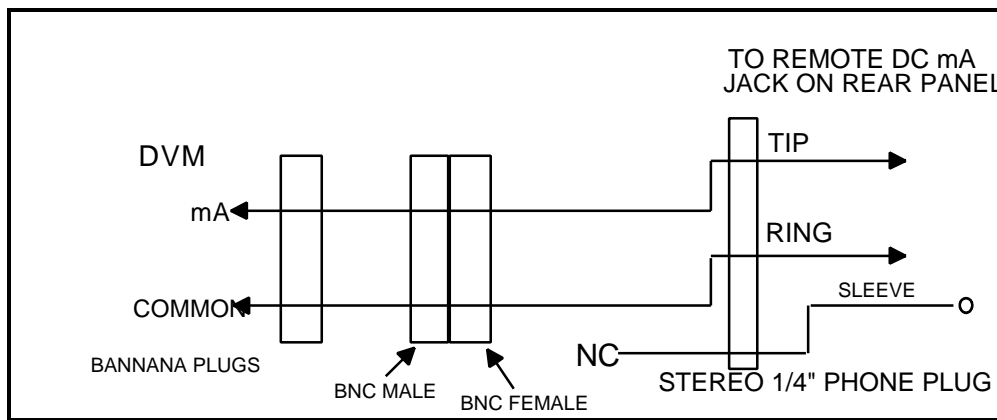 TO REMOTE DC mA
JACK ON REAR PANEL
DVM
TIP
mA
RING
SLEEVE
COMMON
NC
BANNANA PLUGS
STEREO 1/4" PHONE PLUG
BNC MALE
BNC FEMALE